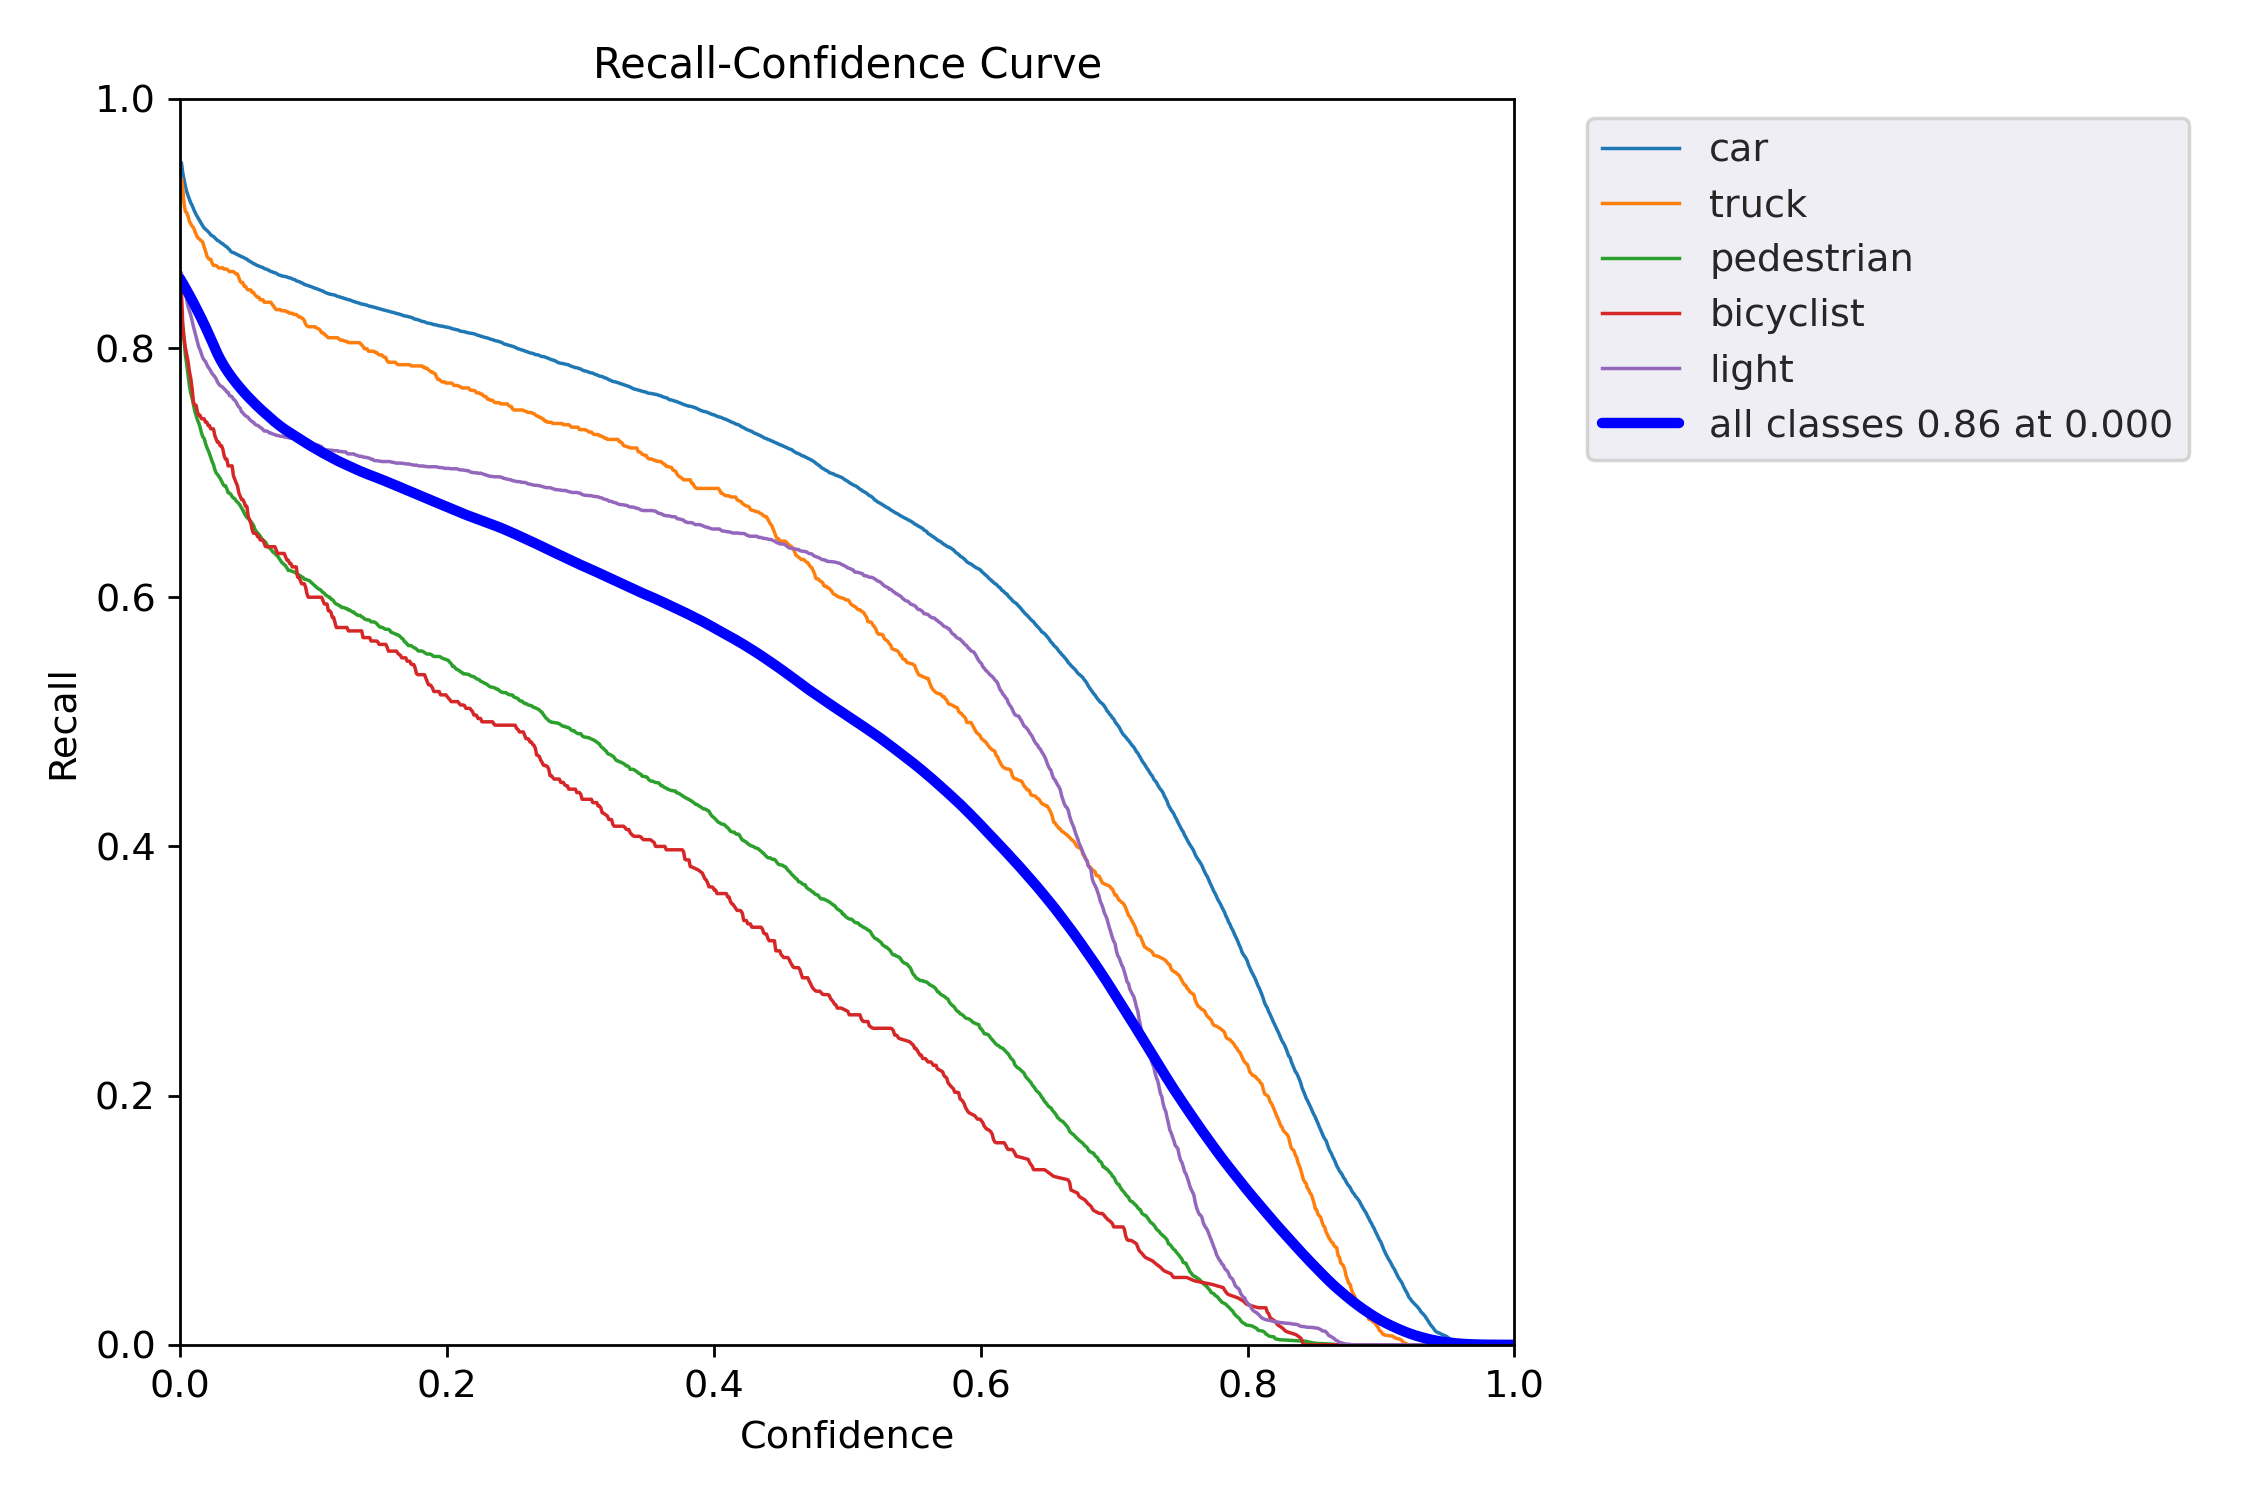 Recall-Confidence Curve
1.0
0.8
0.6
0.4
0.2
0.0
Recall
0.0 0.2 0.4 0.6 0.8 1.0
Confidence
car
truck
pedestrian
bicyclist
light
all classes 0.86 at 0.000